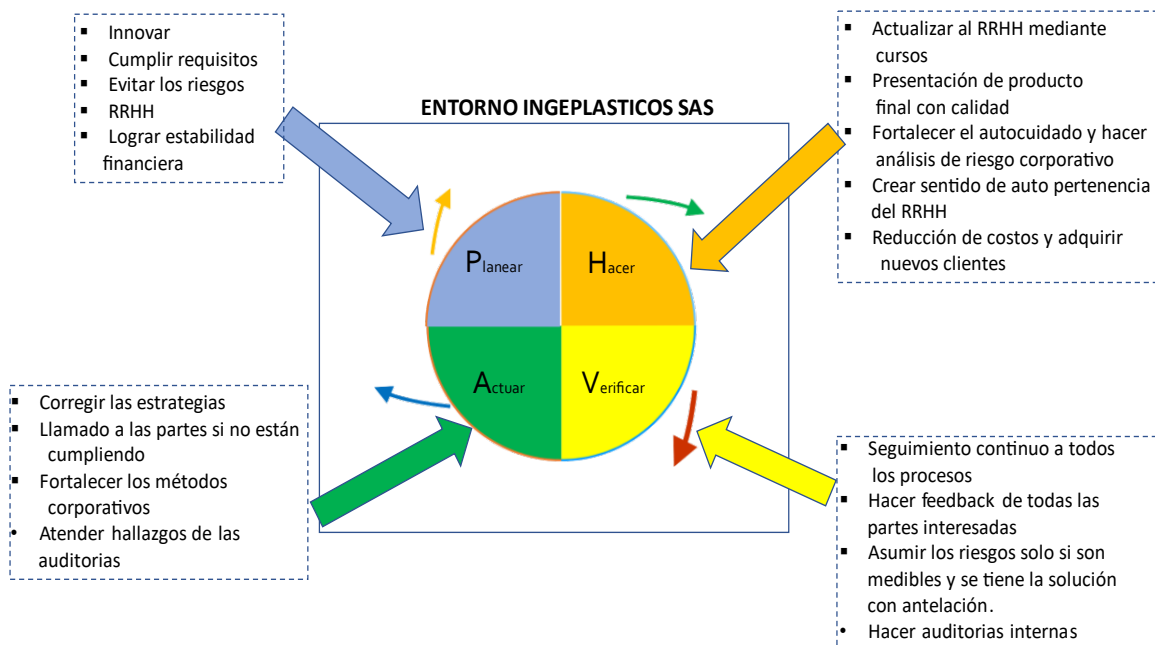 ▪ Innovar
▪ Cumplir requisitos
▪ Evitar los riesgos
▪ RRHH
▪ Lograr estabilidad
financiera
▪ Actualizar al RRHH mediante
cursos
▪ Presentación de producto
final con calidad
▪ Fortalecer el autocuidado y hacer
análisis de riesgo corporativo
▪ Crear sentido de auto pertenencia
del RRHH
▪ Reducción de costos y adquirir
nuevos clientes
ENTORNO INGEPLASTICOS SAS
Planear
Hacer
Actuar
Verificar
▪ Corregir las estrategias
▪ Llamado a las partes si no están
cumpliendo
▪ Fortalecer los métodos
corporativos
• Atender hallazgos de las
auditorias
▪ Seguimiento continuo a todos
los procesos
▪ Hacer feedback de todas las
partes interesadas
▪ Asumir los riesgos solo si son
medibles y se tiene la solución
con antelación.
• Hacer auditorias internas